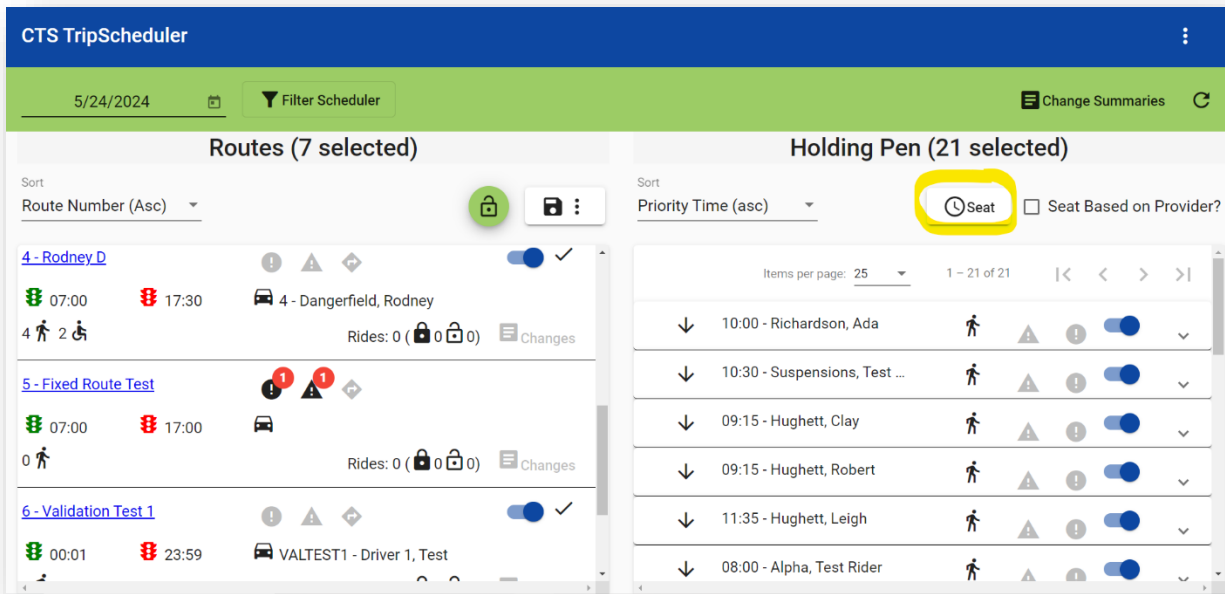 CTS TripScheduler
5/24/2024
Filter Scheduler
Change Summaries
Routes (7 selected)
Sort
Route Number (Asc)
4 - Rodney D
07:00
17:30
4 - Dangerfield, Rodney
4
2
Rides: 0 ( 0 0)
Changes
5 - Fixed Route Test
1
1
07:00
17:00
0
Rides: 0 ( 0 0)
Changes
6 - Validation Test 1
00:01
23:59
VALTEST1 - Driver 1, Test
Holding Pen (21 selected)
Sort
Priority Time (asc)
Seat
Seat Based on Provider?
Items per page: 25
1 – 21 of 21
10:00 - Richardson, Ada
10:30 - Suspensions, Test ...
09:15 - Hughett, Clay
09:15 - Hughett, Robert
11:35 - Hughett, Leigh
08:00 - Alpha, Test Rider